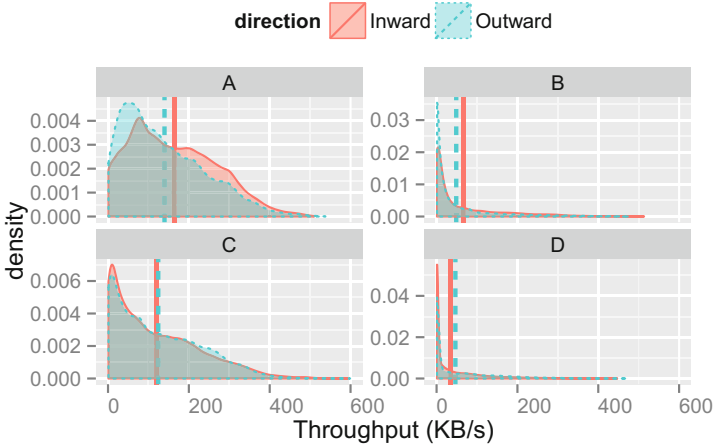 direction Inward Outward
A B
0.004
0.003
0.002
0.001
0.000
0.03
0.02
0.01
0.00
density
C D
0.006
0.004
0.002
0.000
0.04
0.02
0.00
0 200 400 600 0 200 400 600
Throughput (KB/s)